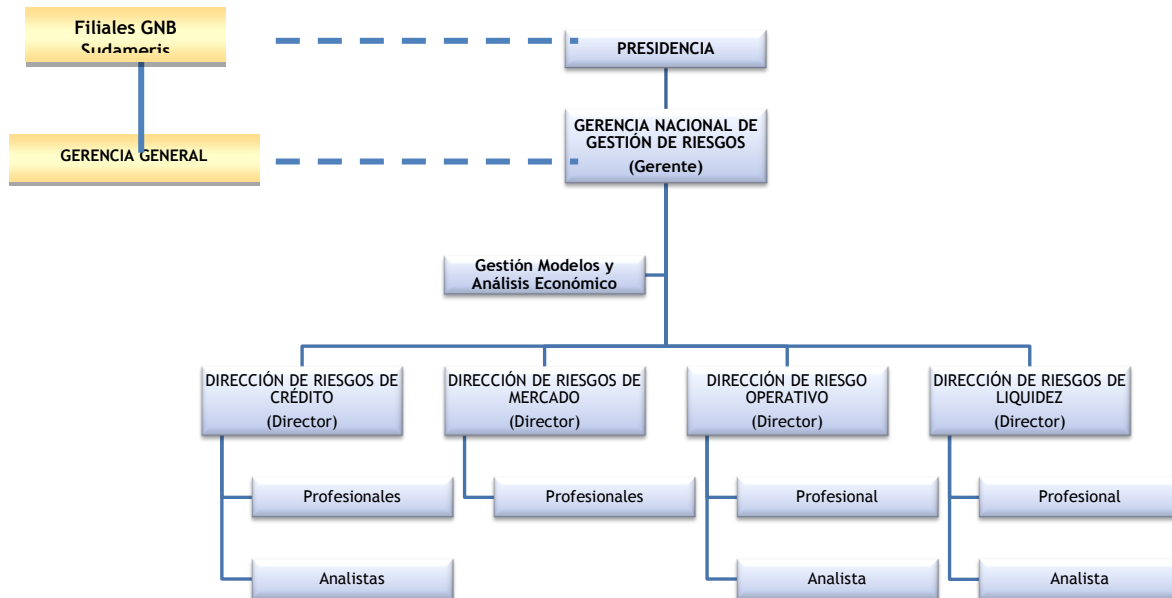 Filiales GNB
Sudameris
PRESIDENCIA
GERENCIA NACIONAL DE
GESTIÓN DE RIESGOS
(Gerente)
GERENCIA GENERAL
Gestión Modelos y
Análisis Económico
DIRECCIÓN DE RIESGOS DE
CRÉDITO
(Director)
DIRECCIÓN DE RIESGOS DE
MERCADO
(Director)
DIRECCIÓN DE RIESGO
OPERATIVO
(Director)
DIRECCIÓN DE RIESGOS DE
LIQUIDEZ
(Director)
Profesionales
Profesionales
Profesional
Profesional
Analistas
Analista
Analista